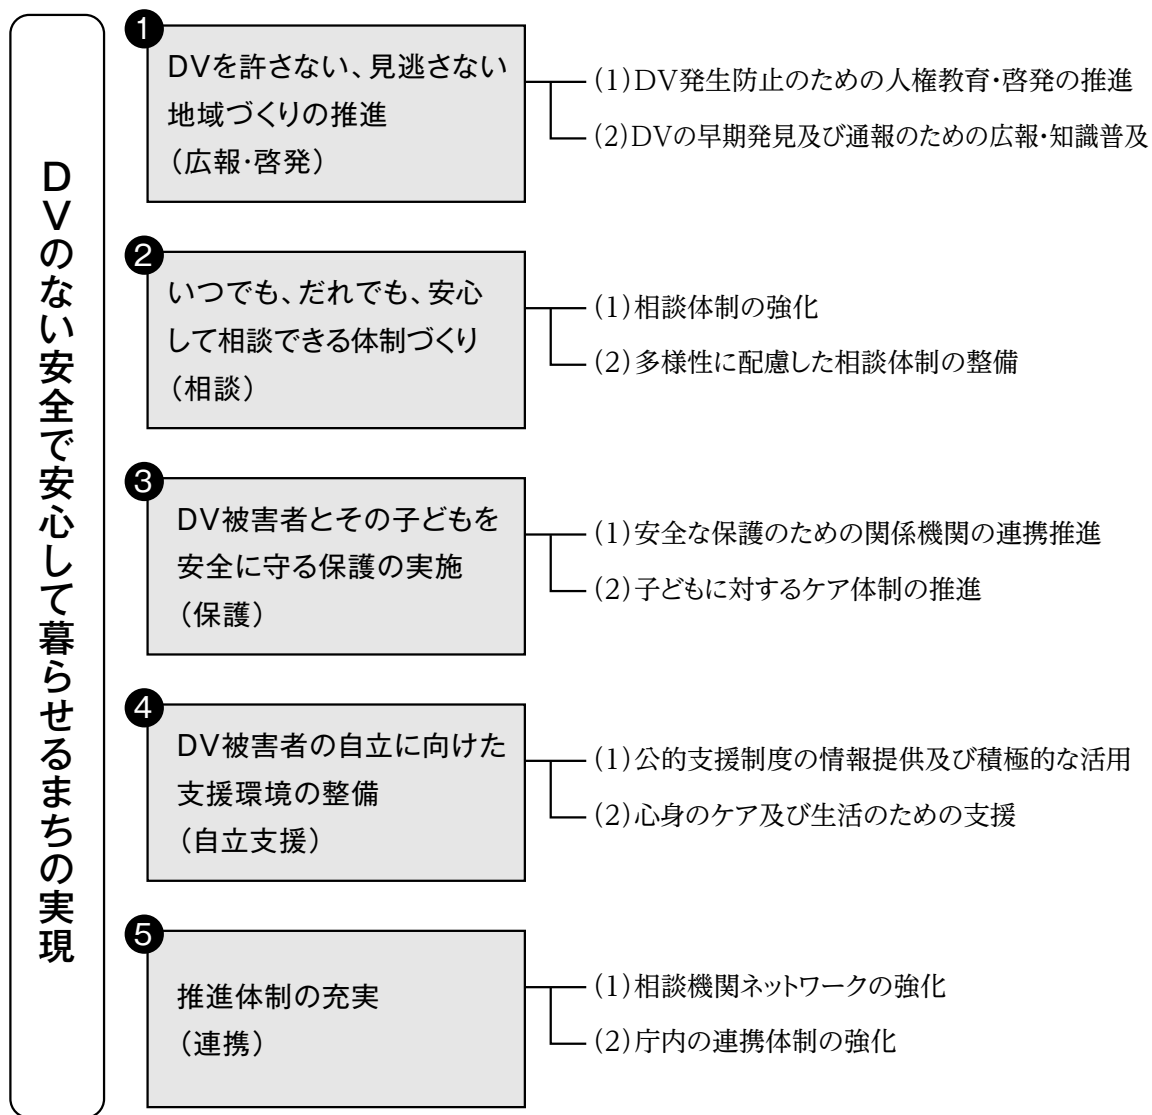 DVのない安全で安心して暮らせるまちの実現
1
DVを許さない、見逃さない
地域づくりの推進
（広報・啓発）
（1）DV発生防止のための人権教育・啓発の推進
（2）DVの早期発見及び通報のための広報・知識普及
2
いつでも、だれでも、安心
して相談できる体制づくり
（相談）
（1）相談体制の強化
（2）多様性に配慮した相談体制の整備
3
DV被害者とその子どもを
安全に守る保護の実施
（保護）
（1）安全な保護のための関係機関の連携推進
（2）子どもに対するケア体制の推進
4
DV被害者の自立に向けた
支援環境の整備
（自立支援）
（1）公的支援制度の情報提供及び積極的な活用
（2）心身のケア及び生活のための支援
5
推進体制の充実
（連携）
（1）相談機関ネットワークの強化
（2）庁内の連携体制の強化